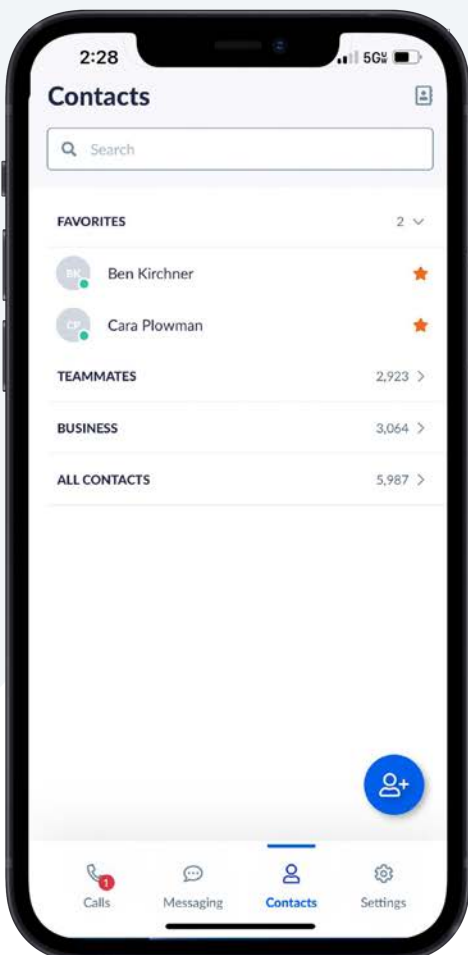 2:28 5G UW
Contacts
Search
FAVORITES 2
BK Ben Kirchner
CP Cara Plowman
TEAMMATES 2,923
BUSINESS 3,064
ALL CONTACTS 5,987
1
Calls Messaging Contacts Settings